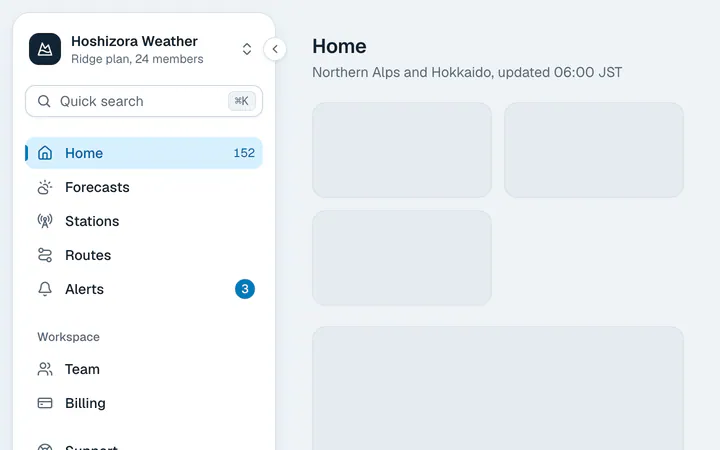 Hoshizora Weather
Ridge plan, 24 members
Quick search ⌘K
Home 152
Forecasts
Stations
Routes
Alerts 3
Workspace
Team
Billing
Support
Home
Northern Alps and Hokkaido, updated 06:00 JST